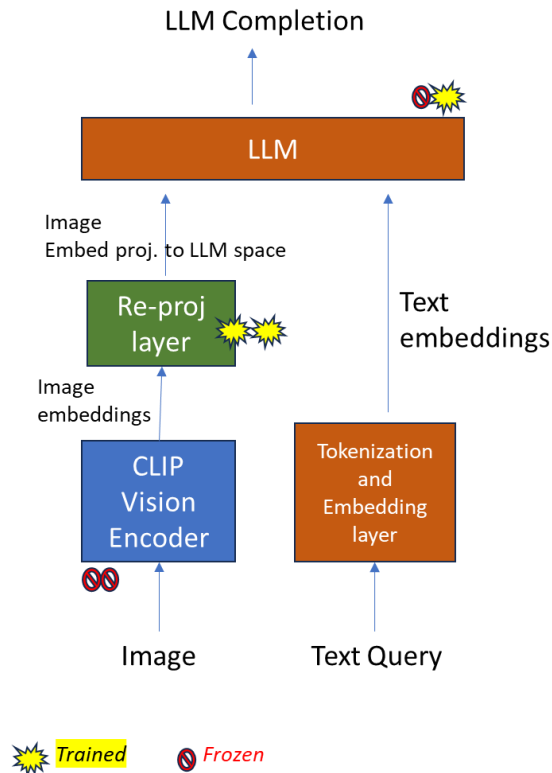 LLM Completion
LLM
Image
Embed proj. to LLM space
Re-proj
layer
Text
embeddings
Image
embeddings
CLIP
Vision
Encoder
Tokenization
and
Embedding
layer
Image
Text Query
Trained
Frozen